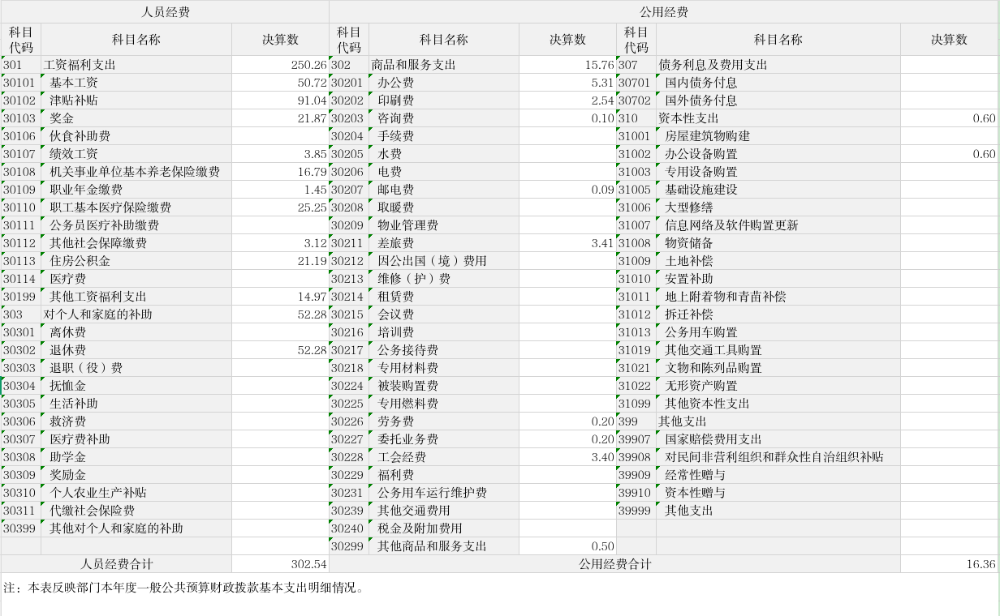 人员经费 公用经费
科目代码 科目名称 决算数 科目代码 科目名称 决算数 科目代码 科目名称 决算数
301 工资福利支出 250.26 302 商品和服务支出 15.76 307 债务利息及费用支出
30101 基本工资 50.72 30201 办公费 5.31 30701 国内债务付息
30102 津贴补贴 91.04 30202 印刷费 2.54 30702 国外债务付息
30103 奖金 21.87 30203 咨询费 0.10 310 资本性支出 0.60
30106 伙食补助费 30204 手续费 31001 房屋建筑物购建
30107 绩效工资 3.85 30205 水费 31002 办公设备购置 0.60
30108 机关事业单位基本养老保险缴费 16.79 30206 电费 31003 专用设备购置
30109 职业年金缴费 1.45 30207 邮电费 0.09 31005 基础设施建设
30110 职工基本医疗保险缴费 25.25 30208 取暖费 31006 大型修缮
30111 公务员医疗补助缴费 30209 物业管理费 31007 信息网络及软件购置更新
30112 其他社会保障缴费 3.12 30211 差旅费 3.41 31008 物资储备
30113 住房公积金 21.19 30212 因公出国（境）费用 31009 土地补偿
30114 医疗费 30213 维修（护）费 31010 安置补助
30199 其他工资福利支出 14.97 30214 租赁费 31011 地上附着物和青苗补偿
303 对个人和家庭的补助 52.28 30215 会议费 31012 拆迁补偿
30301 离休费 30216 培训费 31013 公务用车购置
30302 退休费 52.28 30217 公务接待费 31019 其他交通工具购置
30303 退职（役）费 30218 专用材料费 31021 文物和陈列品购置
30304 抚恤金 30224 被装购置费 31022 无形资产购置
30305 生活补助 30225 专用燃料费 31099 其他资本性支出
30306 救济费 30226 劳务费 0.20 399 其他支出
30307 医疗费补助 30227 委托业务费 0.20 39907 国家赔偿费用支出
30308 助学金 30228 工会经费 3.40 39908 对民间非营利组织和群众性自治组织补贴
30309 奖励金 30229 福利费 39909 经常性赠与
30310 个人农业生产补贴 30231 公务用车运行维护费 39910 资本性赠与
30311 代缴社会保险费 30239 其他交通费用 39999 其他支出
30399 其他对个人和家庭的补助 30240 税金及附加费用
30299 其他商品和服务支出 0.50
人员经费合计 302.54 公用经费合计 16.36
注：本表反映部门本年度一般公共预算财政拨款基本支出明细情况。